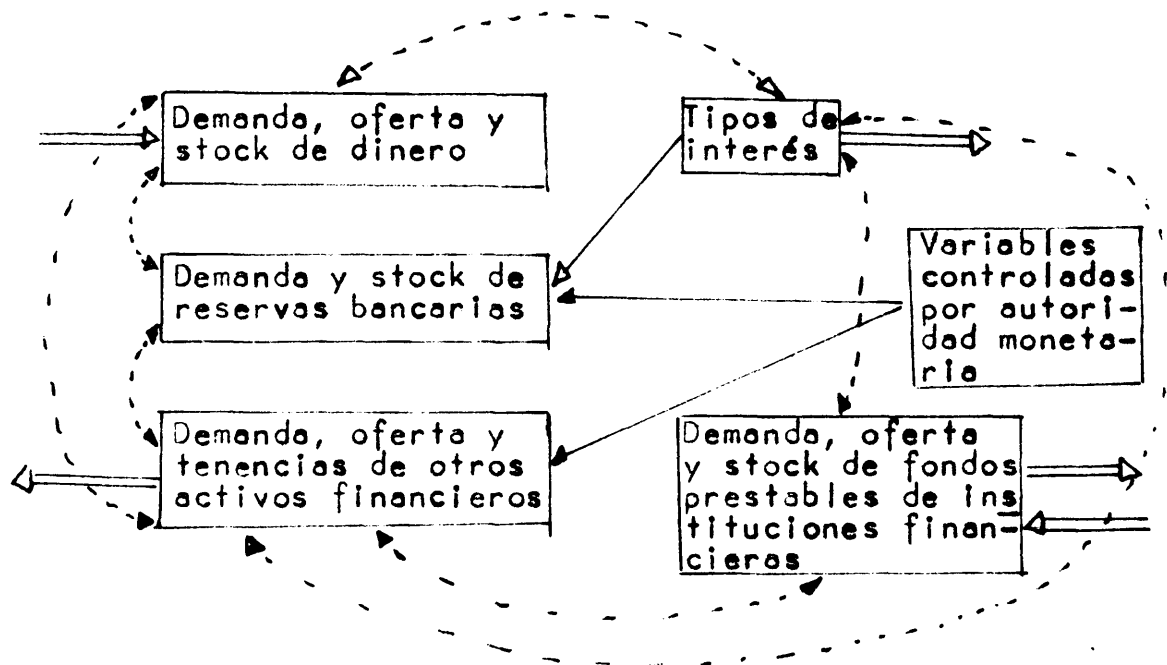 Demanda, oferta y
stock de dinero
Tipos de
interés
Demanda y stock de
reservas bancarias
Variables
controladas
por autori-
dad moneta-
ria
Demanda, oferta y
tenencias de otros
activos financieros
Demanda, oferta
y stock de fondos
prestables de ins
tituciones finan-
cieras